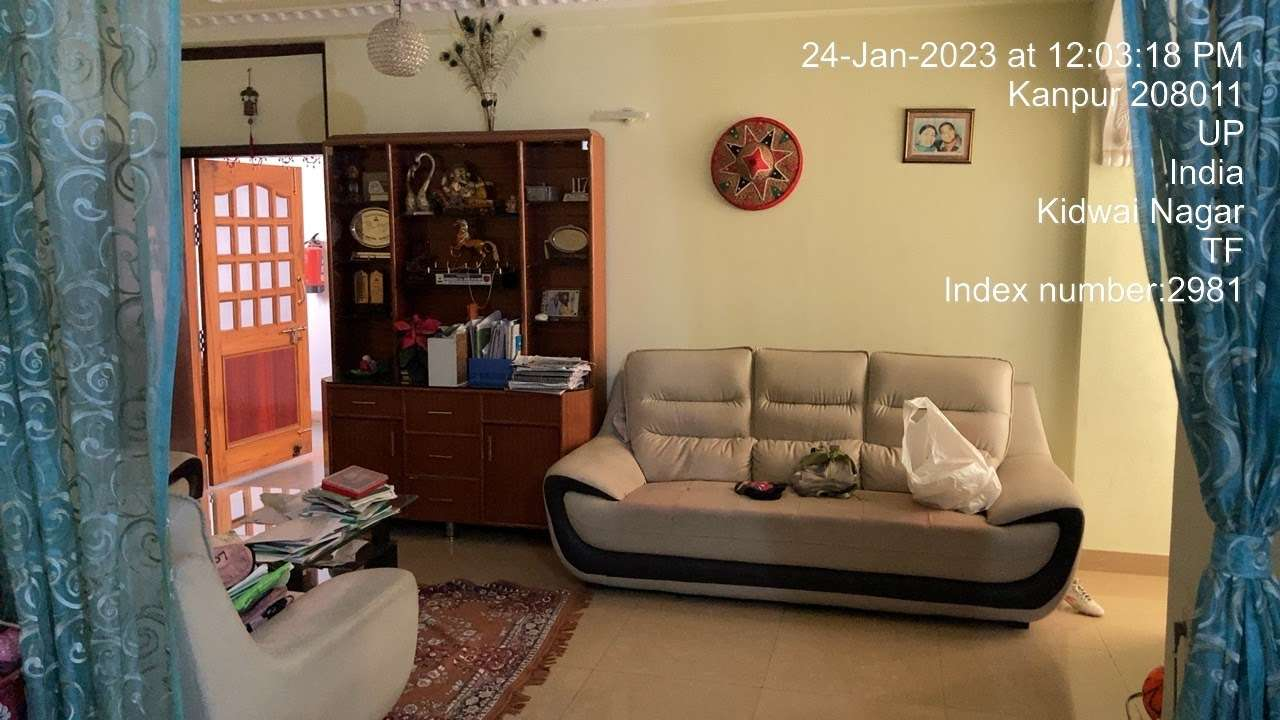 24-Jan-2023 at 12:03:18 PM
Kanpur 208011
UP
India
Kidwai Nagar
TF
Index number:2981